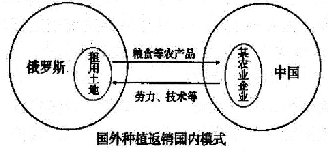 俄罗斯
租用土地
粮食等农产品
劳力、技术等
某农业企业
中国
国外种植返销国内模式